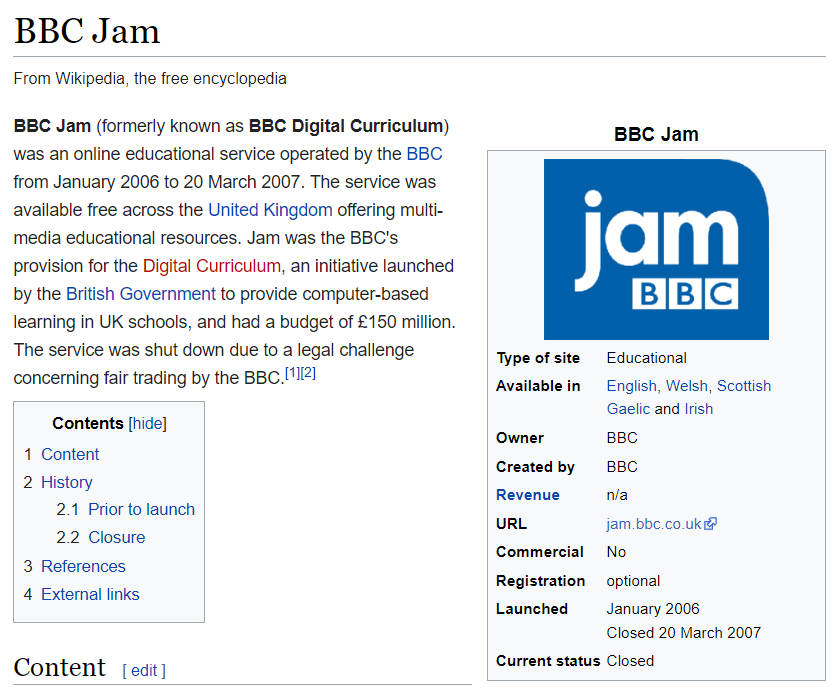 BBC Jam
From Wikipedia, the free encyclopedia
BBC Jam (formerly known as BBC Digital Curriculum)
was an online educational service operated by the BBC
from January 2006 to 20 March 2007. The service was
available free across the United Kingdom offering multi-
media educational resources. Jam was the BBC's
provision for the Digital Curriculum, an initiative launched
by the British Government to provide computer-based
learning in UK schools, and had a budget of £150 million.
The service was shut down due to a legal challenge
concerning fair trading by the BBC.[1][2]
Contents [hide]
1 Content
2 History
2.1 Prior to launch
2.2 Closure
3 References
4 External links
Content [ edit ]
BBC Jam
jam
BBC
Type of site Educational
Available in English, Welsh, Scottish
Gaelic and Irish
Owner BBC
Created by BBC
Revenue n/a
URL jam.bbc.co.uk
Commercial No
Registration optional
Launched January 2006
Closed 20 March 2007
Current status Closed